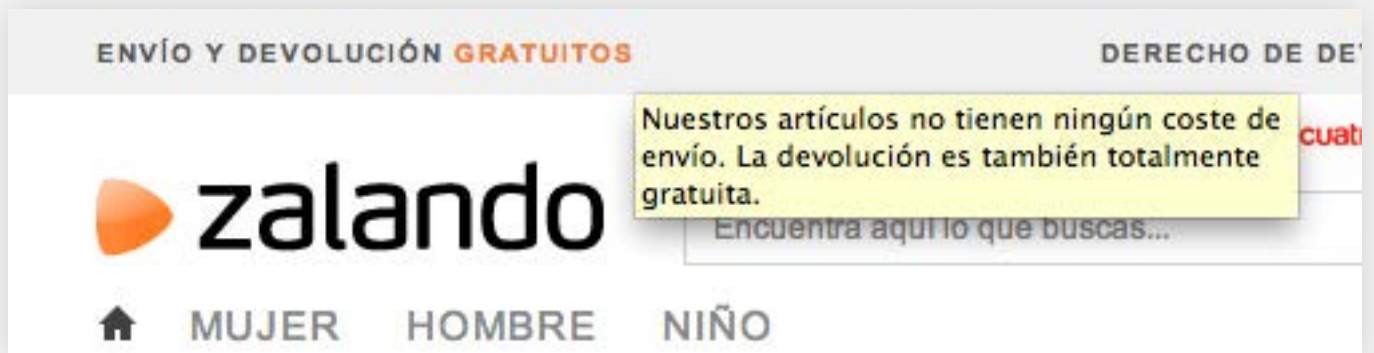 ENVÍO Y DEVOLUCIÓN GRATUITOS
DERECHO DE
Nuestros artículos no tienen ningún coste de
envío. La devolución es también totalmente
gratuita.
zalando
Encuentra aquí lo que buscas...
MUJER HOMBRE NIÑO